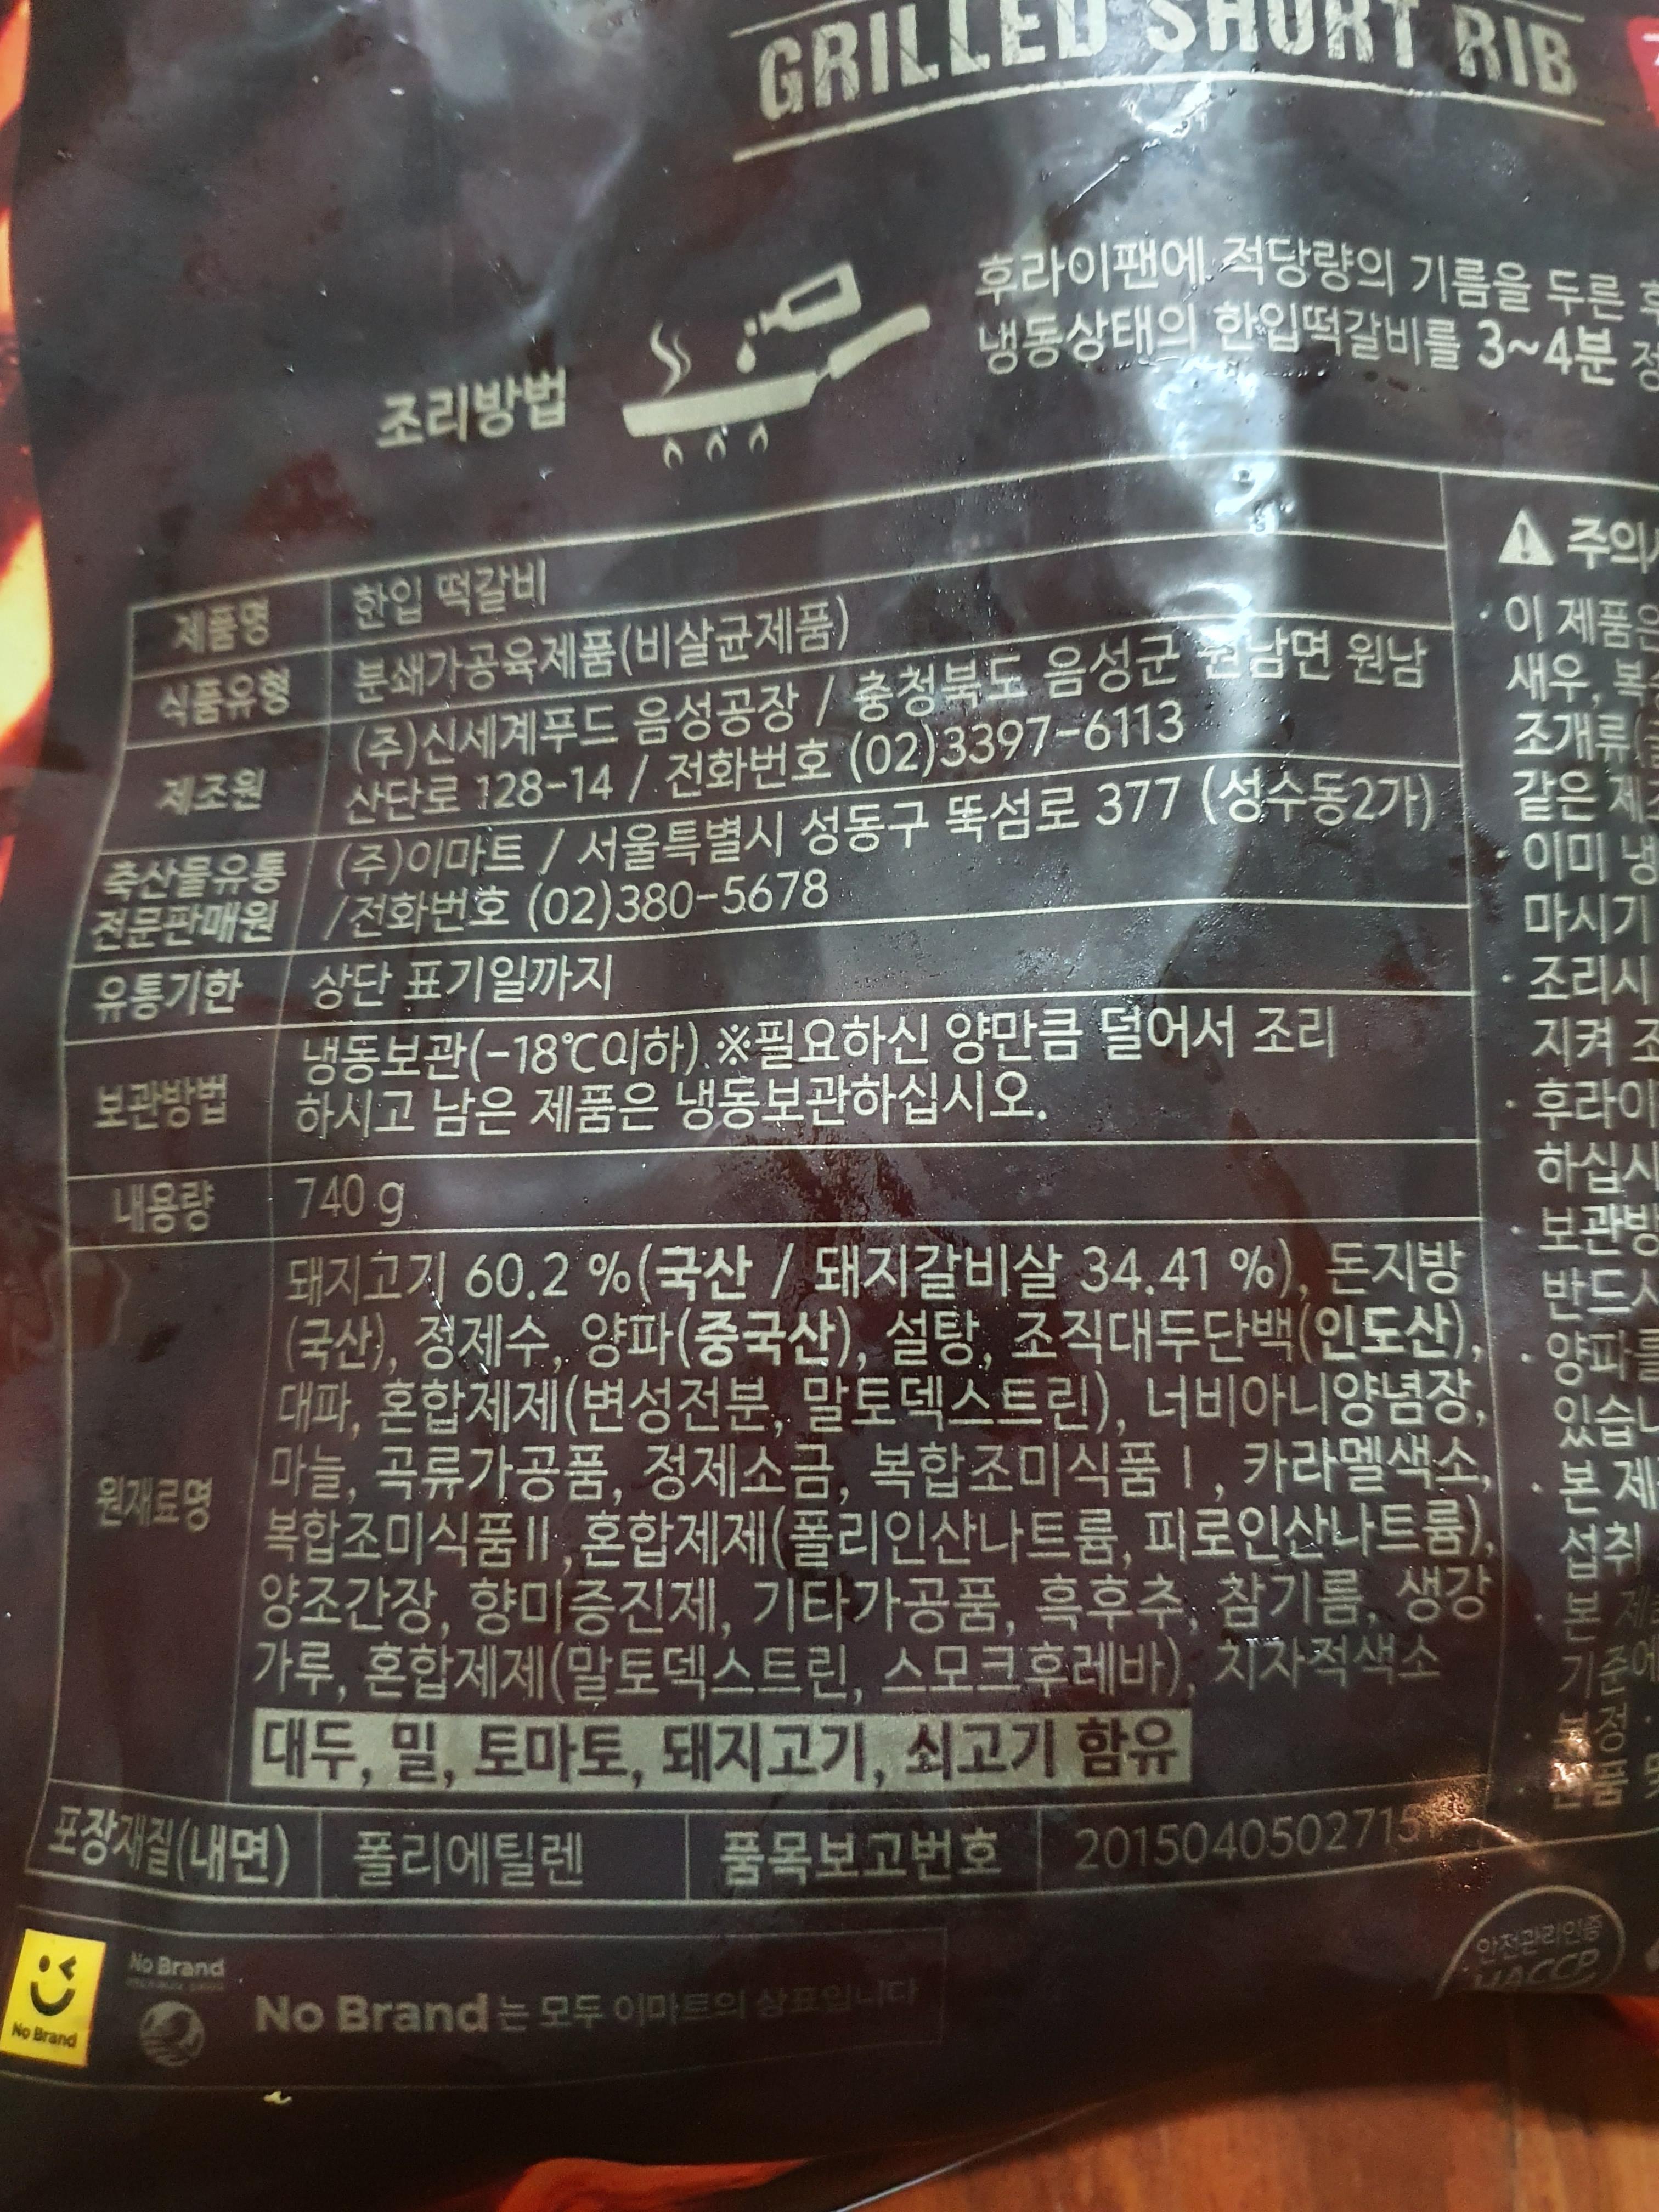 GRILLED SHORT RIB
후라이팬에 적당량의 기름을 두른
냉동상태의 한입떡갈비를 3~4분
조리방법
제품명 한입 떡갈비
식품유형 분쇄가공육제품(비살균제품)
제조원 (주)신세계푸드 음성공장 / 충청북도 음성군 원남면 원남
산단로 128-14 / 전화번호 (02)3397-6113
축산물유통 (주)이마트 / 서울특별시 성동구 뚝섬로 377 (성수동2가)
전문판매원 /전화번호 (02)380-5678
유통기한 상단 표기일까지
보관방법 냉동보관(-18℃이하) ※필요하신 양만큼 덜어서 조리
하시고 남은 제품은 냉동보관하십시오.
내용량 740 g
원재료명 돼지고기 60.2 %(국산 / 돼지갈비살 34.41 %), 돈지방
(국산), 정제수, 양파(중국산), 설탕, 조직대두단백(인도산),
대파, 혼합제제(변성전분, 말토덱스트린), 너비아니양념장,
마늘, 곡류가공품, 정제소금, 복합조미식품Ⅰ, 카라멜색소,
복합조미식품Ⅱ, 혼합제제(폴리인산나트륨, 피로인산나트륨),
양조간장, 향미증진제, 기타가공품, 흑후추, 참기름, 생강
가루, 혼합제제(말토덱스트린, 스모크후레바), 치자적색소
대두, 밀, 토마토, 돼지고기, 쇠고기 함유
포장재질(내면) 폴리에틸렌 품목보고번호
이 제품은
새우,
조개류
같은
이미
마시기
조리시
지켜
후라이
하십시
보관방
반드시
양파를
있습니
본 제
섭취
본
No Brand
No Brand
No Brand는 모두 이마트의 상표입니다
안전관리인증
HACCP